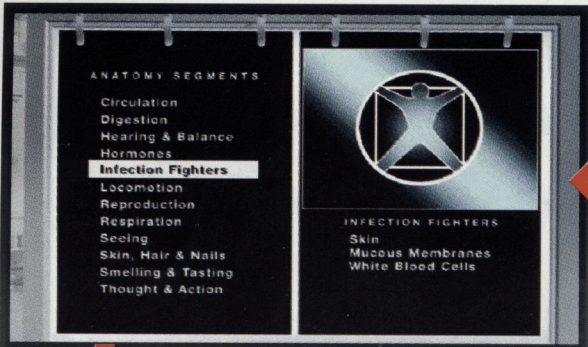 ANATOMY SEGMENTS
Circulation
Digestion
Hearing & Balance
Hormones
Infection Fighters
Locomotion
Reproduction
Respiration
Seeing
Skin, Hair & Nails
Smelling & Tasting
Thought & Action
INFECTION FIGHTERS
Skin
Mucous Membranes
White Blood Cells